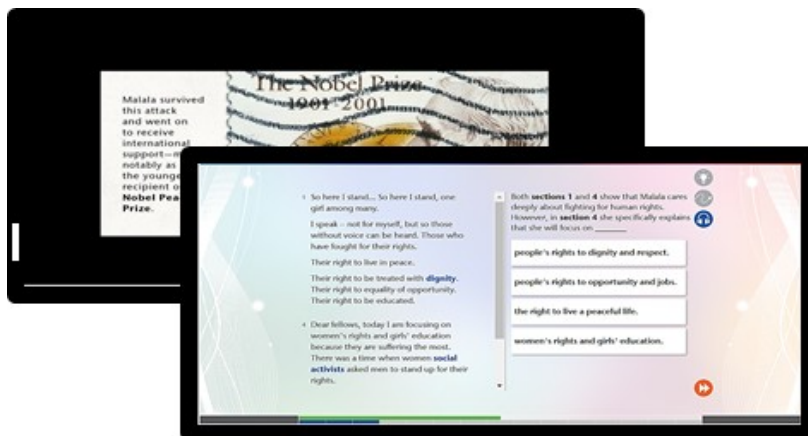 Malala survived
this attack
and went on
to receive
international
support—
notably as
the younge
recipient o
Nobel Pea
Prize.
The Nobel Prize
1901 2001
1 So here I stand... So here I stand, one
girl among many.
I speak – not for myself, but so those
without voice can be heard. Those who
have fought for their rights.
Their right to live in peace.
Their right to be treated with dignity.
Their right to equality of opportunity.
Their right to be educated.
4 Dear fellows, today I am focusing on
women's rights and girls' education
because they are suffering the most.
There was a time when women social
activists asked men to stand up for their
rights.
Both sections 1 and 4 show that Malala cares
deeply about fighting for human rights.
However, in section 4 she specifically explains
that she will focus on ______
people's rights to dignity and respect.
people's rights to opportunity and jobs.
the right to live a peaceful life.
women's rights and girls' education.